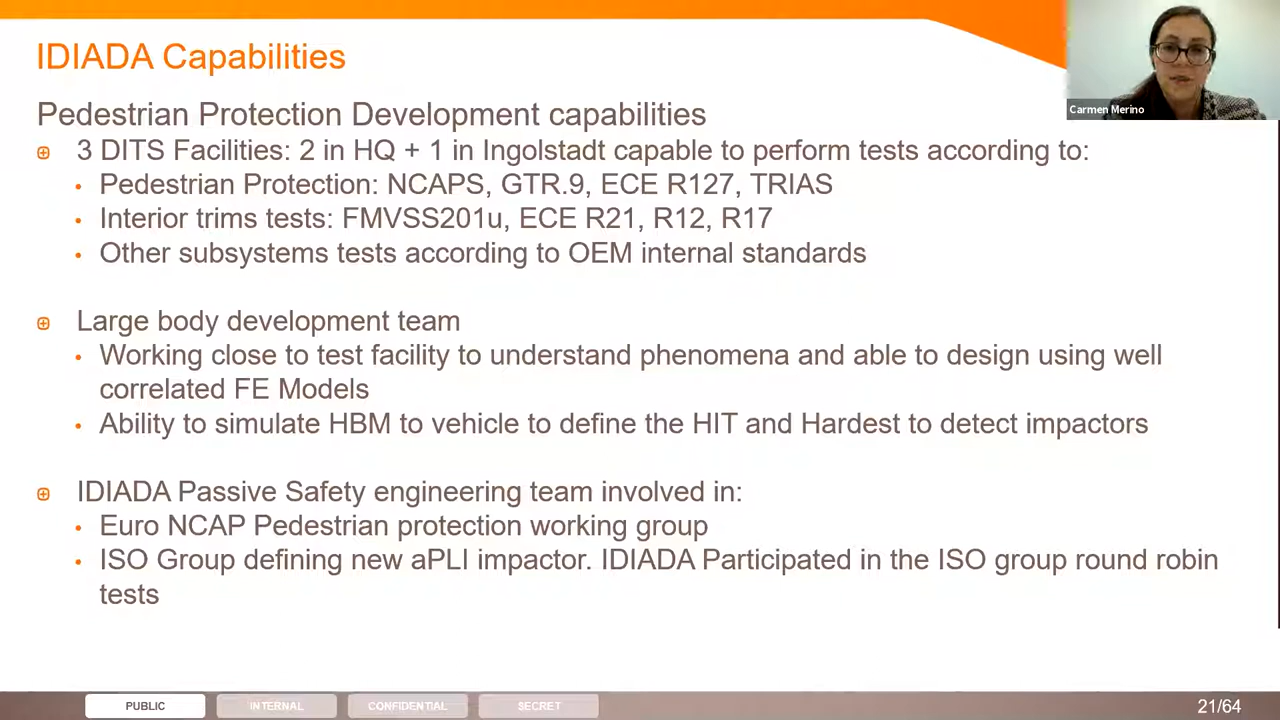 IDIADA Capabilities
Carmen Merino
Pedestrian Protection Development capabilities
3 DITS Facilities: 2 in HQ + 1 in Ingolstadt capable to perform tests according to:
• Pedestrian Protection: NCAPS, GTR.9, ECE R127, TRIAS
• Interior trims tests: FMVSS201u, ECE R21, R12, R17
• Other subsystems tests according to OEM internal standards
Large body development team
• Working close to test facility to understand phenomena and able to design using well
correlated FE Models
• Ability to simulate HBM to vehicle to define the HIT and Hardest to detect impactors
IDIADA Passive Safety engineering team involved in:
• Euro NCAP Pedestrian protection working group
• ISO Group defining new aPLI impactor. IDIADA Participated in the ISO group round robin
tests
PUBLIC INTERNAL CONFIDENTIAL SECRET 21/64